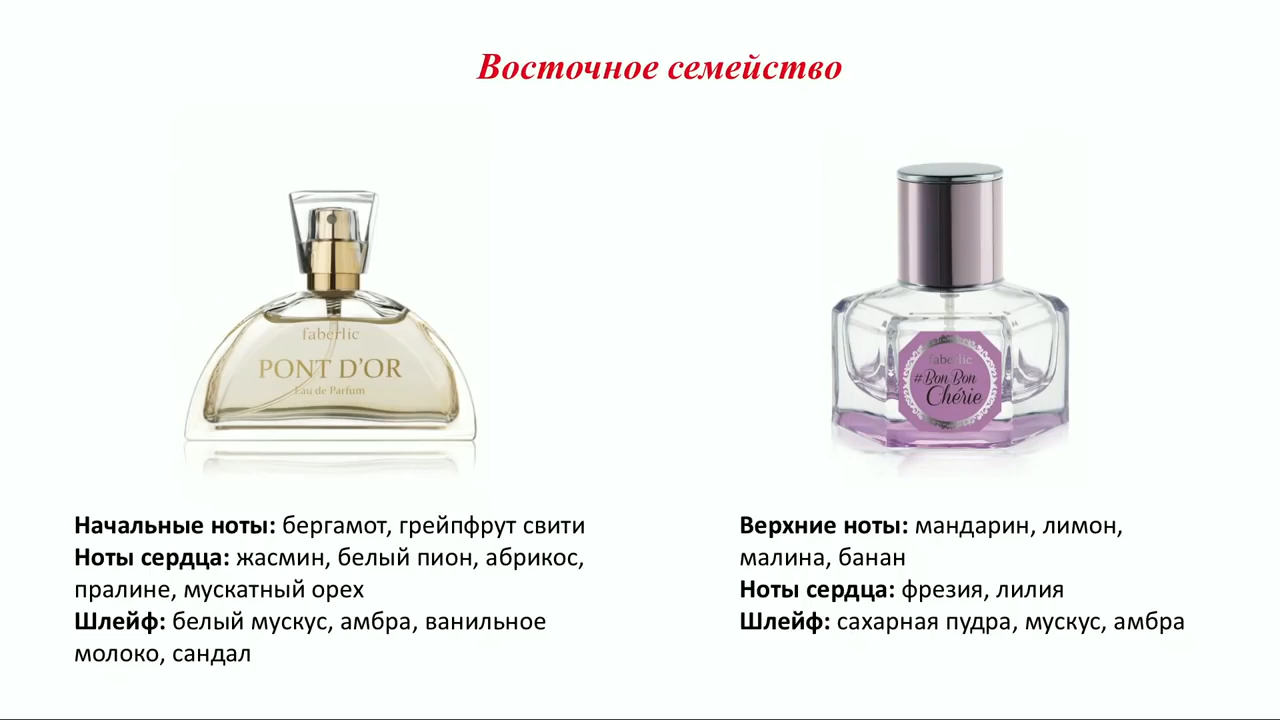 Восточное семейство
faberlic
PONT D'OR
Eau de Parfum
faberlic
#Bon Bon
Chérie
Начальные ноты: бергамот, грейпфрут свити
Ноты сердца: жасмин, белый пион, абрикос,
пралине, мускатный орех
Шлейф: белый мускус, амбра, ванильное
молоко, сандал
Верхние ноты: мандарин, лимон,
малина, банан
Ноты сердца: фрезия, лилия
Шлейф: сахарная пудра, мускус, амбра